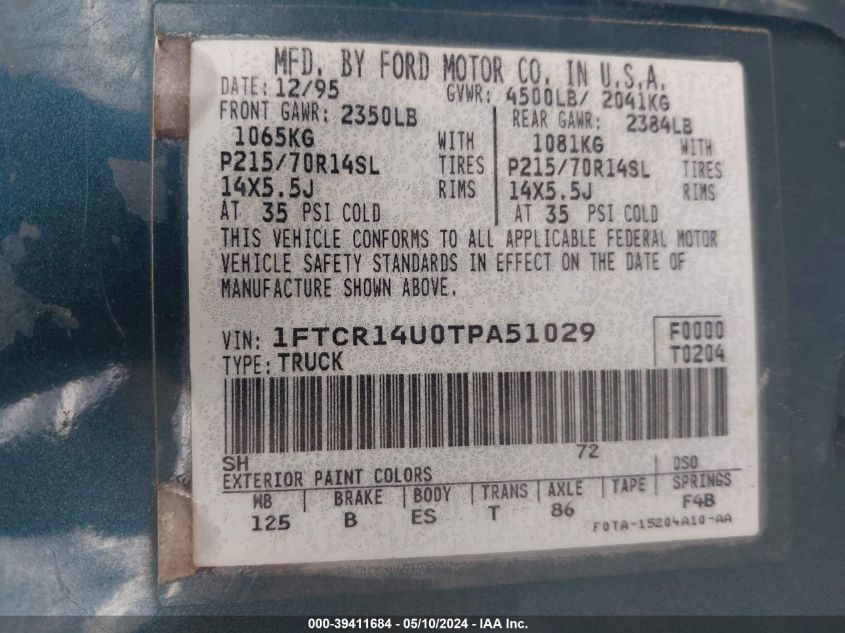 MFD. BY FORD MOTOR CO. IN U.S.A.
DATE: 12/95 GVWR: 4500LB/ 2041KG
FRONT GAWR: 2350LB REAR GAWR: 2384LB
1065KG WITH 1081KG WITH
P215/70R14SL TIRES P215/70R14SL TIRES
14X5.5J RIMS 14X5.5J RIMS
AT 35 PSI COLD AT 35 PSI COLD
THIS VEHICLE CONFORMS TO ALL APPLICABLE FEDERAL MOTOR
VEHICLE SAFETY STANDARDS IN EFFECT ON THE DATE OF
MANUFACTURE SHOWN ABOVE.
VIN: 1FTCR14U0TPA51029 F0000
TYPE: TRUCK T0204
SH 72
EXTERIOR PAINT COLORS DSO
WB BRAKE BODY TRANS AXLE TAPE SPRINGS
125 B ES T 86 F4B
F0TA-15204A10-AA
000-39411684 - 05/10/2024 - IAA Inc.